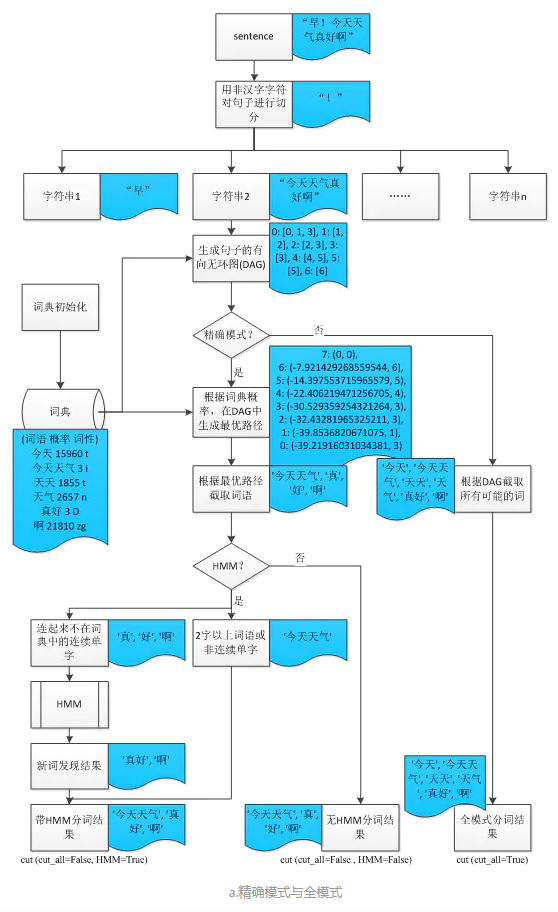 sentence
“早！今天天
气真好啊”
用非汉字字符
对句子进行切
分
“！”
字符串1
“早”
字符串2
“今天天气真
好啊”
……
字符串n
生成句子的有
向无环图(DAG)
0: [0, 1, 3], 1: [1,
2], 2: [2, 3], 3:
[3], 4: [4, 5], 5:
[5], 6: [6]
词典初始化
精确模式？
否
是
词典
(词语 概率 词性)
今天 15960 t
今天天气 3 i
天天 1855 t
天气 2657 n
真好 3 D
啊 21810 zg
根据词典概
率，在DAG中
生成最优路径
7: (0, 0),
6: (-7.921429268559544, 6),
5: (-14.397553715965579, 5),
4: (-22.406219471256705, 4),
3: (-30.529359254321264, 3),
2: (-32.43281965325211, 3),
1: (-39.8536820671075, 1),
0: (-39.21916031034381, 3)
根据最优路径
截取词语
'今天天气', '真',
'好', '啊'
'今天', '今天天
气', '天天', '天
气', '真好', '啊'
根据DAG截取
所有可能的词
HMM？
否
是
连起来不在词
典中的连续单
字
'真', '好', '啊'
2字以上词语或
非连续单字
'今天天气'
HMM
新词发现结果
'真好', '啊'
'今天', '今天天
气', '天天', '天气
', '真好', '啊'
带HMM分词结
果
'今天天气', '真
好', '啊'
'今天天气', '真',
'好', '啊'
无HMM分词结
果
全模式分词结
果
cut (cut_all=False, HMM=True)
cut (cut_all=False , HMM=False)
cut (cut_all=True)
a.精确模式与全模式